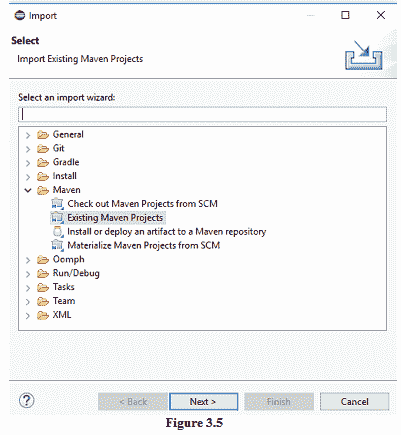 Import
Select
Import Existing Maven Projects
Select an import wizard:
General
Git
Gradle
Install
Maven
Check out Maven Projects from SCM
Existing Maven Projects
Install or deploy an artifact to a Maven repository
Materialize Maven Projects from SCM
Oomph
Run/Debug
Tasks
Team
XML
? < Back Next > Finish Cancel
Figure 3.5